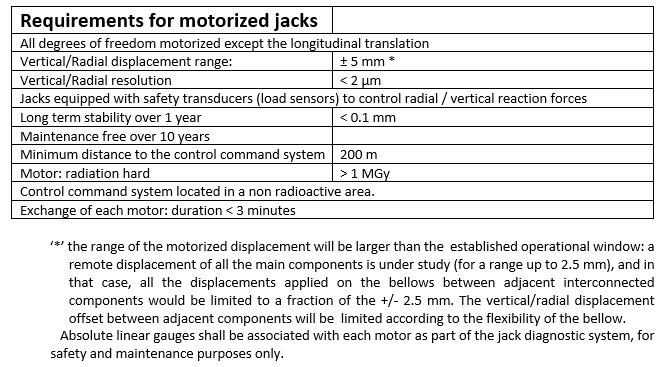 Requirements for motorized jacks
All degrees of freedom motorized except the longitudinal translation
Vertical/Radial displacement range: ± 5 mm *
Vertical/Radial resolution < 2 µm
Jacks equipped with safety transducers (load sensors) to control radial / vertical reaction forces
Long term stability over 1 year < 0.1 mm
Maintenance free over 10 years
Minimum distance to the control command system 200 m
Motor: radiation hard > 1 MGy
Control command system located in a non radioactive area.
Exchange of each motor: duration < 3 minutes
‘*’ the range of the motorized displacement will be larger than the established operational window: a
remote displacement of all the main components is under study (for a range up to 2.5 mm), and in
that case, all the displacements applied on the bellows between adjacent interconnected
components would be limited to a fraction of the +/- 2.5 mm. The vertical/radial displacement
offset between adjacent components will be limited according to the flexibility of the bellow.
Absolute linear gauges shall be associated with each motor as part of the jack diagnostic system, for
safety and maintenance purposes only.